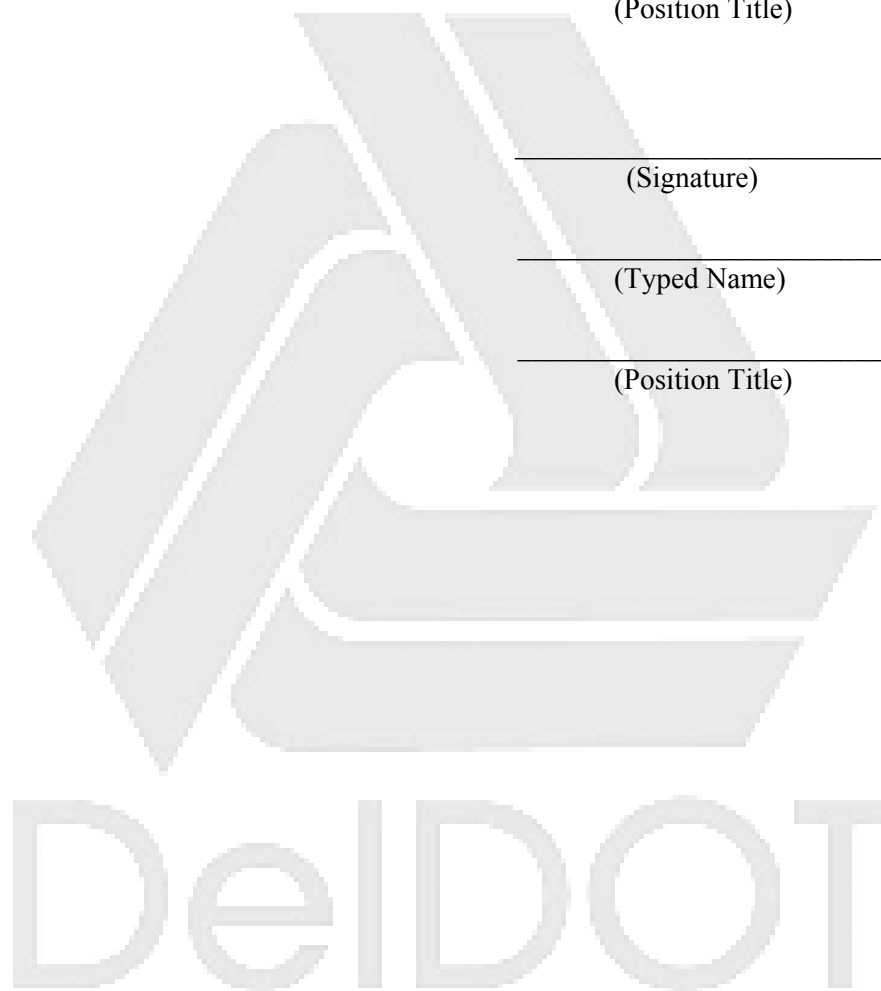 (Position Title)
(Signature)
(Typed Name)
(Position Title)
DelDOT